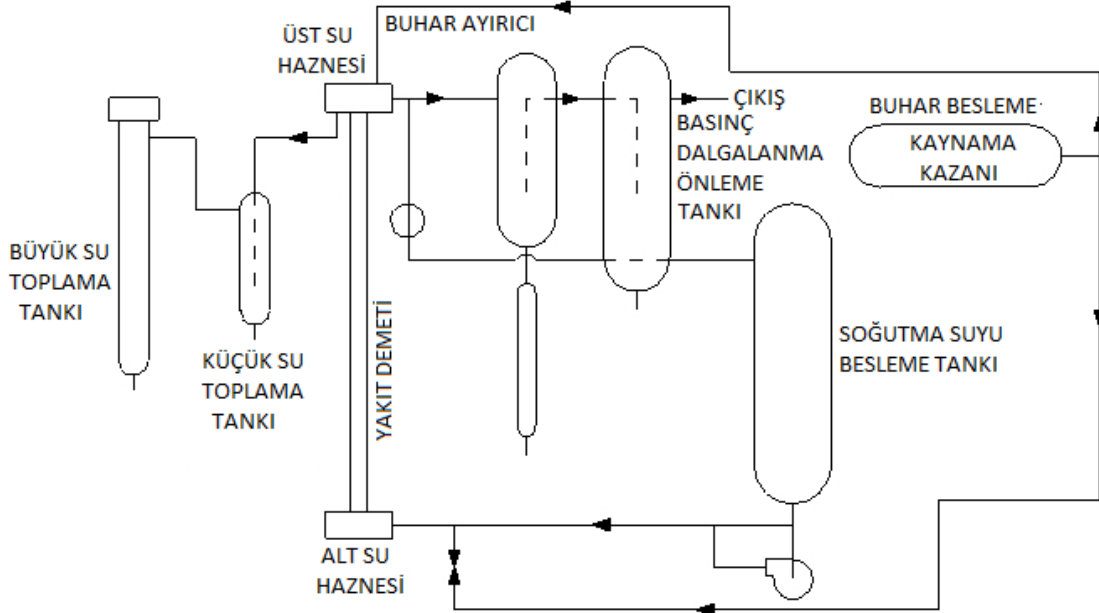 BUHAR AYIRICI
ÜST SU
HAZNESİ
ÇIKIŞ
BASINÇ
DALGALANMA
ÖNLEME
TANKI
BUHAR BESLEME
KAYNAMA
KAZANI
BÜYÜK SU
TOPLAMA
TANKI
KÜÇÜK SU
TOPLAMA
TANKI
YAKIT DEMETİ
SOĞUTMA SUYU
BESLEME TANKI
ALT SU
HAZNESİ